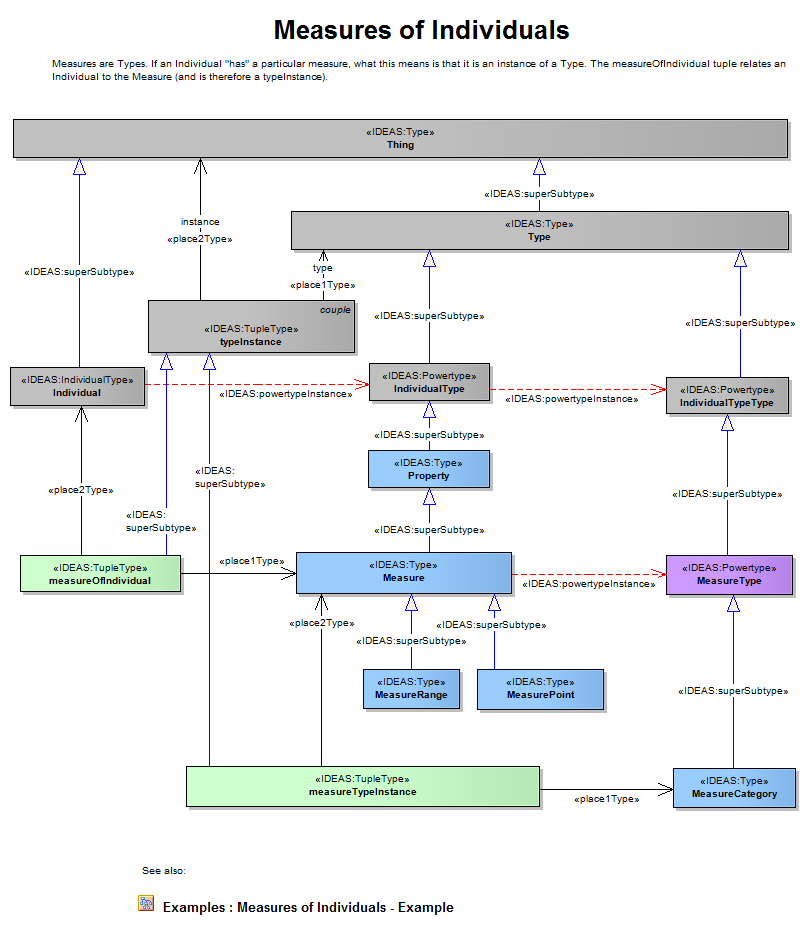 Measures of Individuals
Measures are Types. If an Individual "has" a particular measure, what this means is that it is an instance of a Type. The measureOfIndividual tuple relates an
Individual to the Measure (and is therefore a typeInstance).
«IDEAS:Type»
Thing
«IDEAS:superSubtype»
instance
«place2Type»
«IDEAS:Type»
Type
«IDEAS:superSubtype»
type
«place1Type»
couple
«IDEAS:TupleType»
typeInstance
«IDEAS:superSubtype»
«IDEAS:superSubtype»
«IDEAS:IndividualType»
Individual
«IDEAS:powertypeInstance»
«IDEAS:Powertype»
IndividualType
«IDEAS:powertypeInstance»
«IDEAS:Powertype»
IndividualTypeType
«IDEAS:superSubtype»
«IDEAS:Type»
Property
«place2Type»
«IDEAS:
superSubtype»
«IDEAS:
superSubtype»
«IDEAS:superSubtype»
«IDEAS:superSubtype»
«IDEAS:TupleType»
measureOfIndividual
«place1Type»
«IDEAS:Type»
Measure
«IDEAS:powertypeInstance»
«IDEAS:Powertype»
MeasureType
«place2Type»
«IDEAS:superSubtype»
«IDEAS:superSubtype»
«IDEAS:Type»
MeasureRange
«IDEAS:Type»
MeasurePoint
«IDEAS:superSubtype»
«IDEAS:TupleType»
measureTypeInstance
«place1Type»
«IDEAS:Type»
MeasureCategory
See also:
Examples : Measures of Individuals - Example